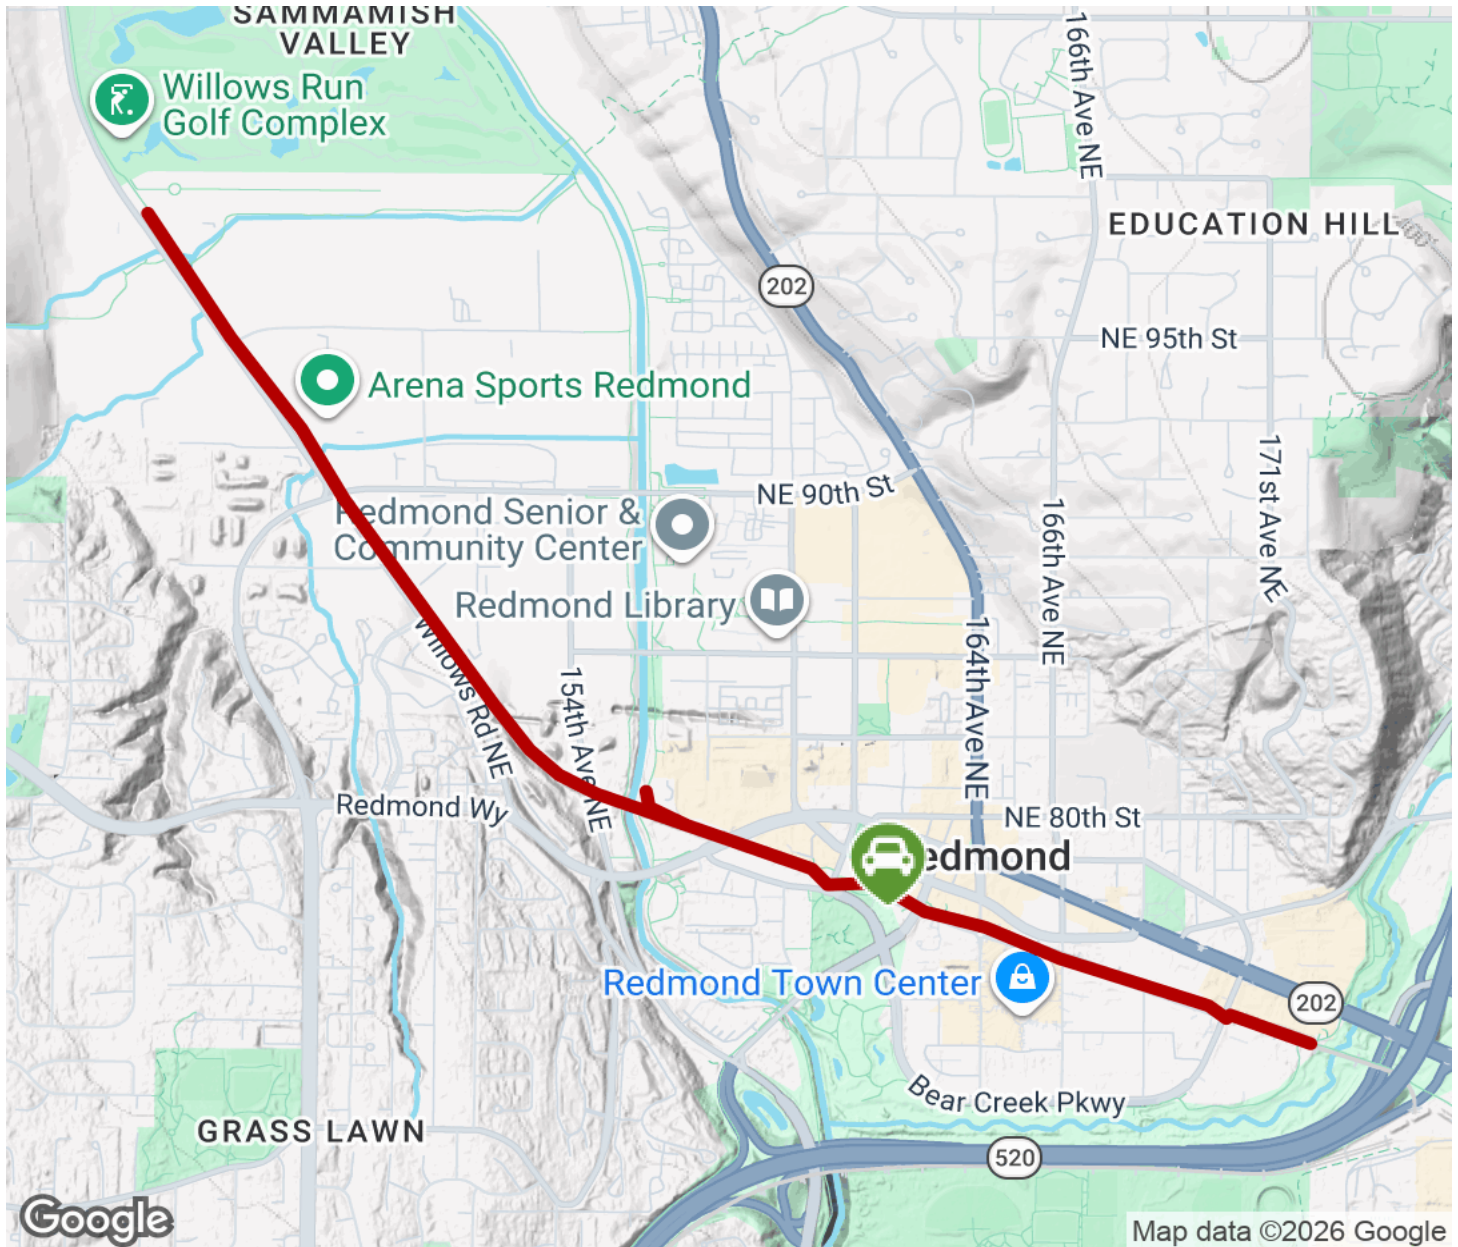 SAMMAMISH
VALLEY
Willows Run
Golf Complex
166th Ave NE
EDUCATION HILL
400'
202
NE 95th St
Arena Sports Redmond
171st Ave NE
NE 90th St
Redmond Senior &
Community Center
166th Ave NE
Redmond Library
Willows Rd NE
154th Ave NE
164th Ave NE
Redmond Wy
NE 80th St
edmond
Redmond Town Center
202
Bear Creek Pkwy
GRASS LAWN
520
Google
Map data ©2026 Google